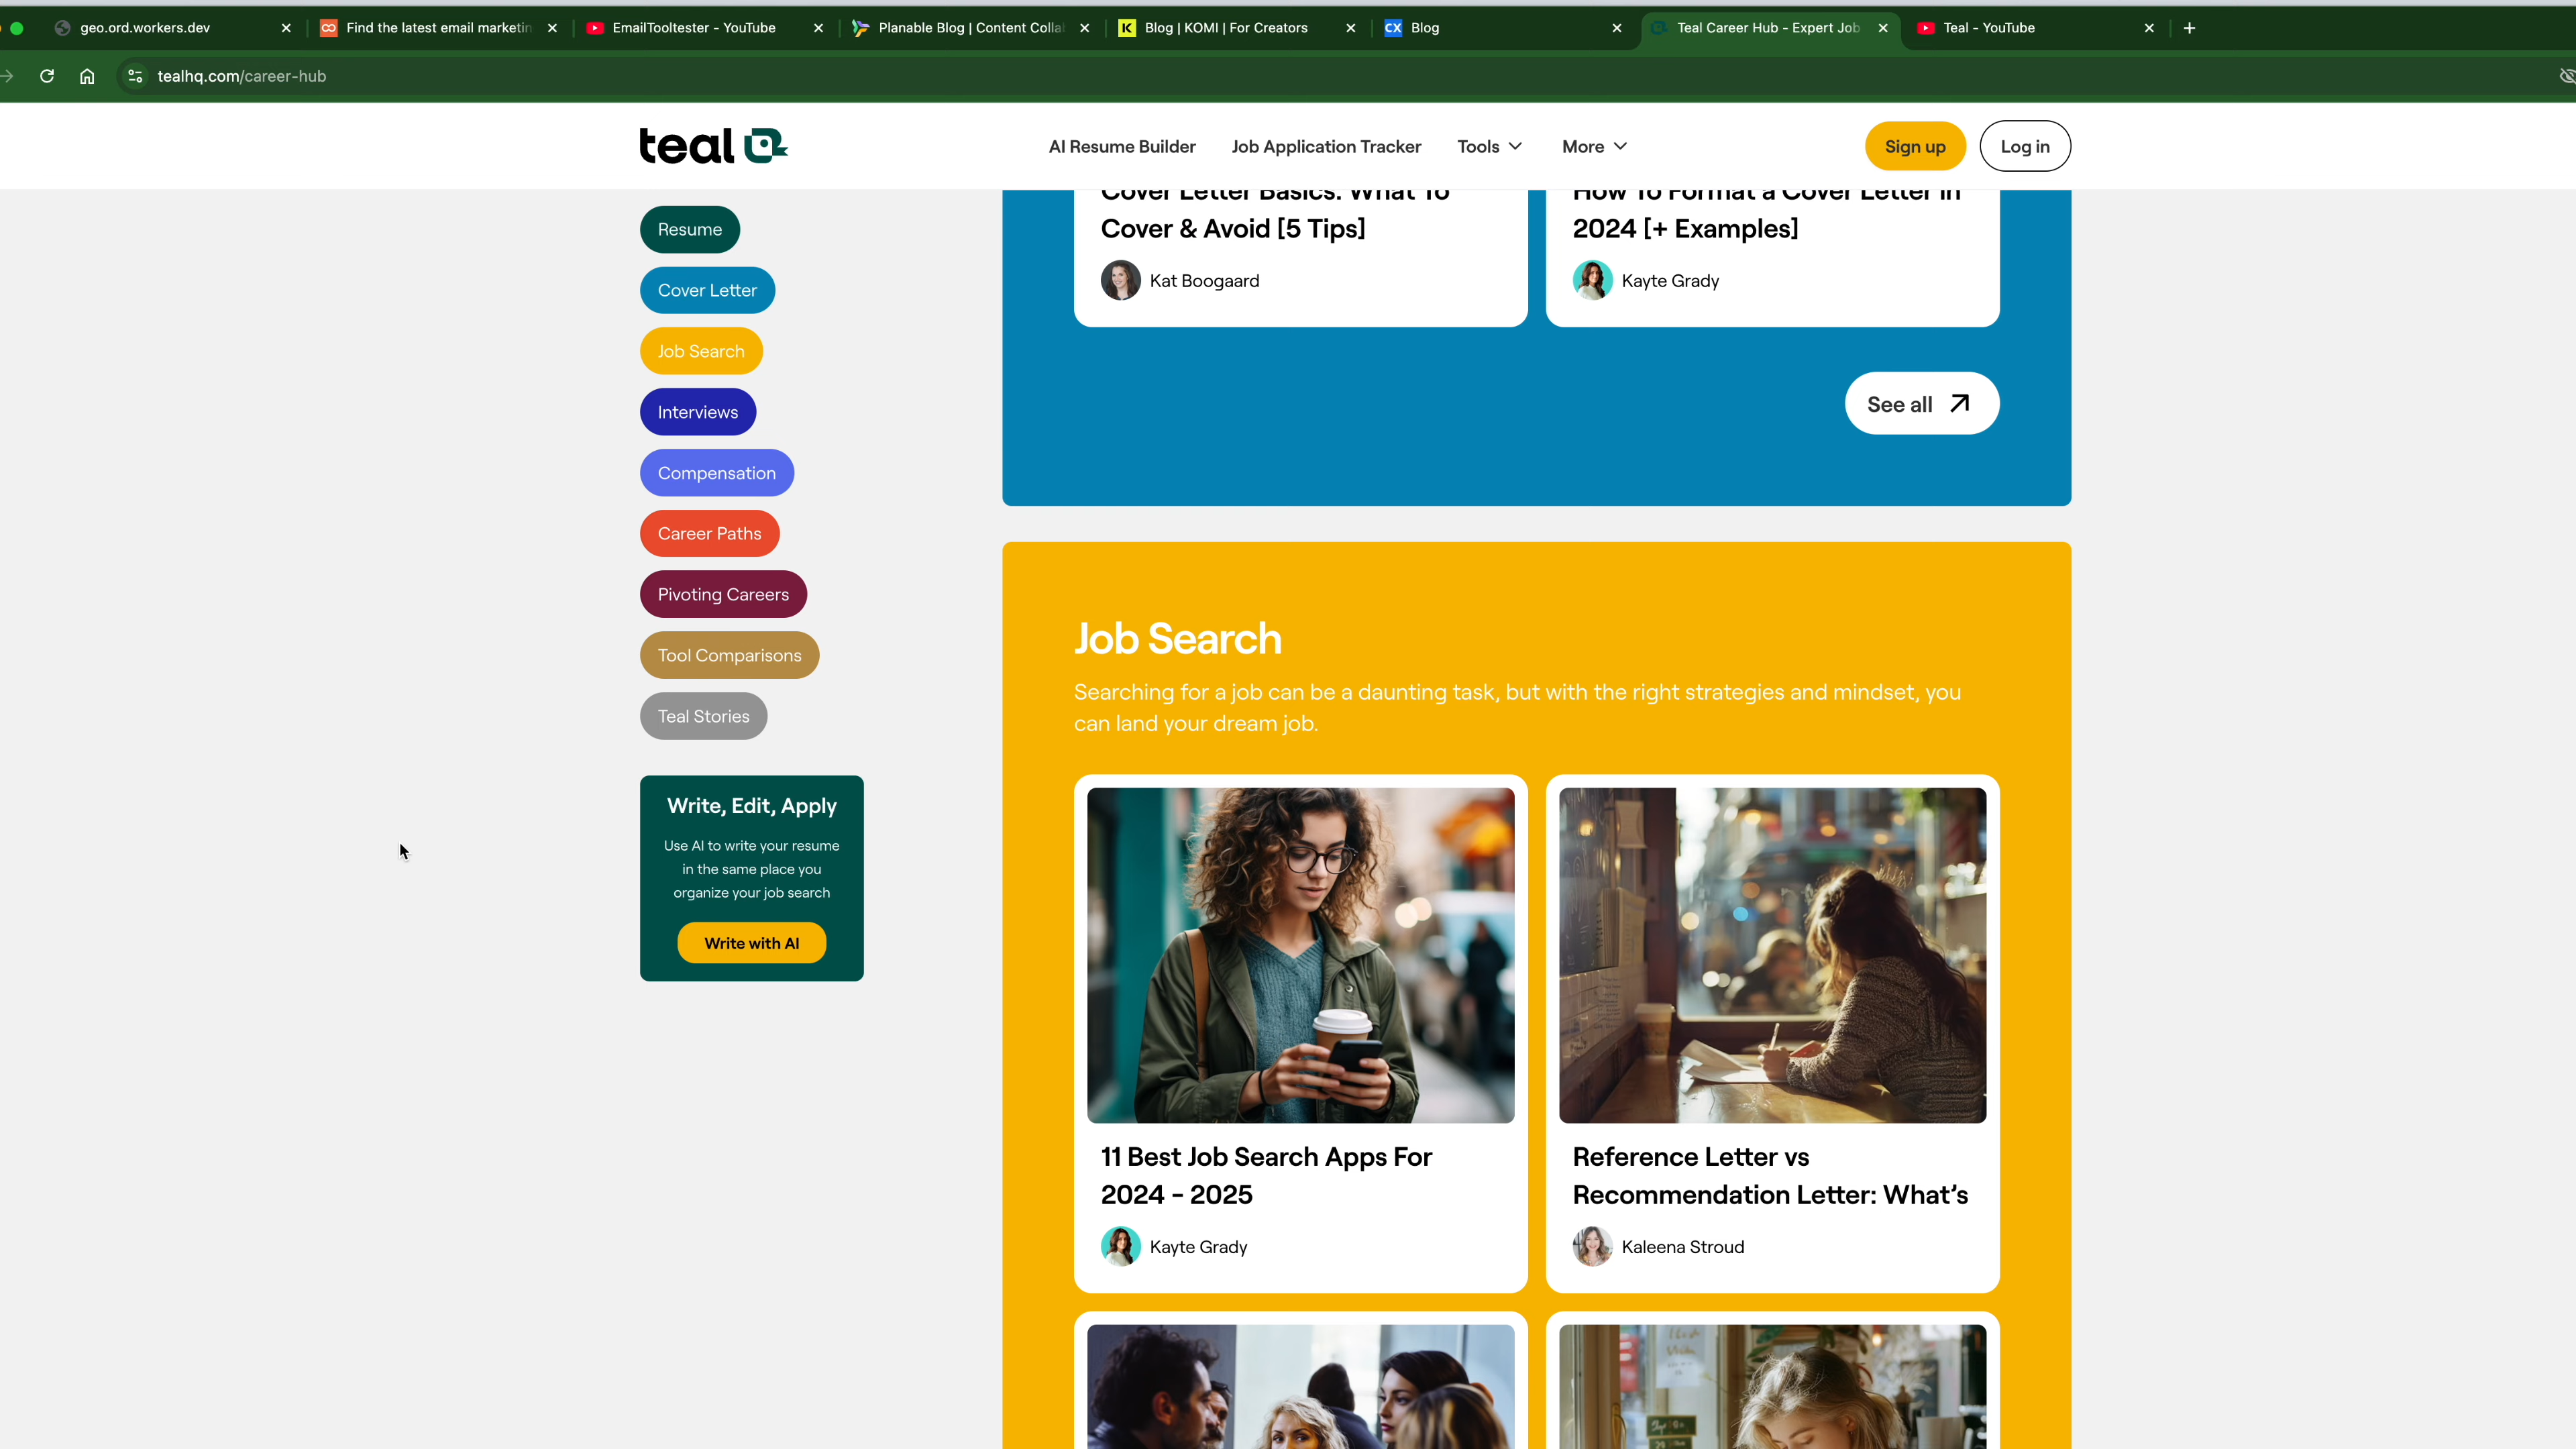 geo.ord.workers.dev
Find the latest email marketin
EmailTooltester - YouTube
Planable Blog | Content Colla
Blog | KOMI | For Creators
CX Blog
Teal Career Hub - Expert Job
Teal - YouTube
tealhq.com/career-hub
teal
AI Resume Builder
Job Application Tracker
Tools
More
Sign up
Log in
Resume
Cover Letter
Job Search
Interviews
Compensation
Career Paths
Pivoting Careers
Tool Comparisons
Teal Stories
Write, Edit, Apply
Use AI to write your resume
in the same place you
organize your job search
Write with AI
Cover Letter Basics: What To
Cover & Avoid [5 Tips]
Kat Boogaard
How To Format a Cover Letter in
2024 [+ Examples]
Kayte Grady
See all
Job Search
Searching for a job can be a daunting task, but with the right strategies and mindset, you
can land your dream job.
11 Best Job Search Apps For
2024 - 2025
Kayte Grady
Reference Letter vs
Recommendation Letter: What's
Kaleena Stroud